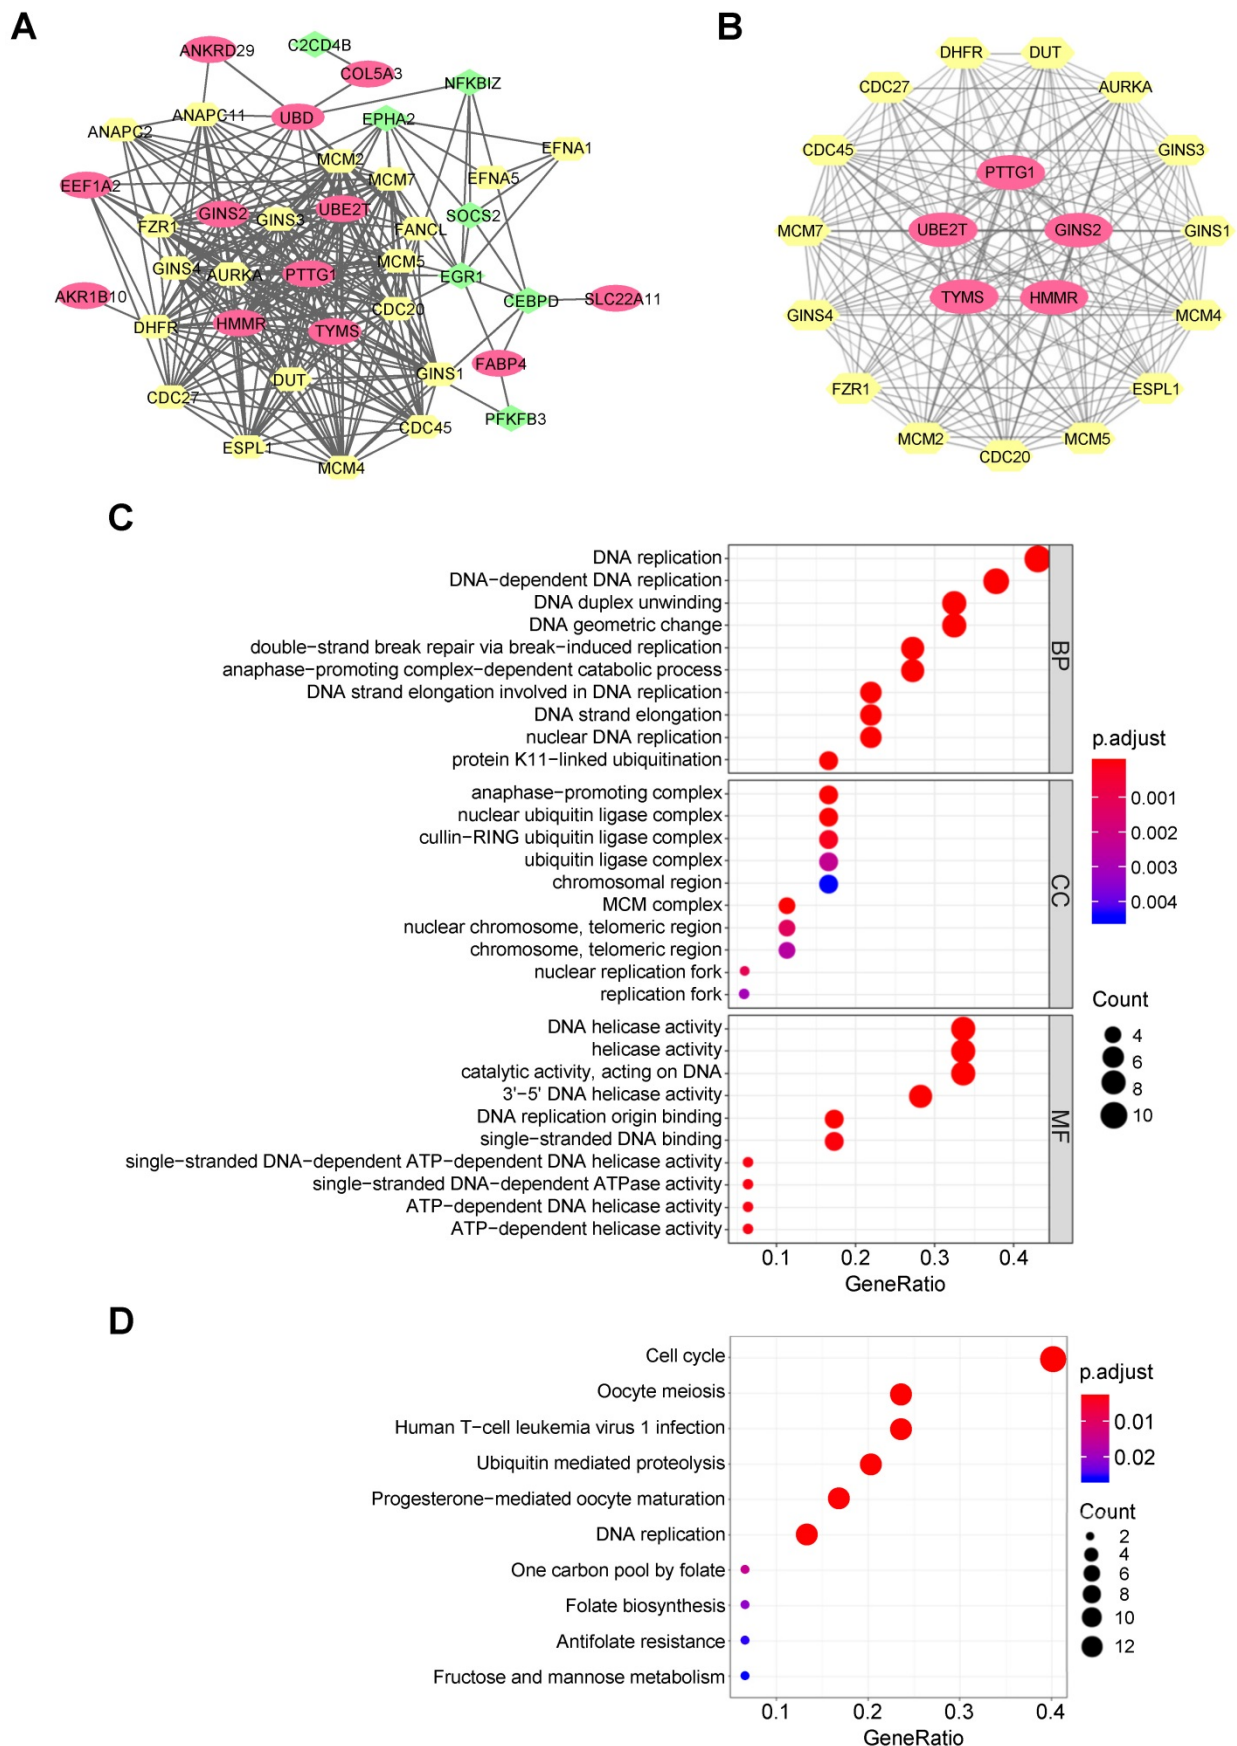 A
B
ANKRD29
C2CD4B
COL5A3
NFKBIZ
ANAPC11
UBD
EPHA2
ANAPC2
EFNA1
MCM2
EEF1A2
MCM7
EFNA5
GINS2
GINS3
UBE2T
SOCS2
FZR1
FANCL
GINS4
AURKA
PTTG1
MCM5
EGR1
AKR1B10
CEBPD
SLC22A11
DHFR
HMMR
TYMS
CDC20
FABP4
GINS1
DUT
CDC27
PFKFB3
CDC45
ESPL1
MCM4
DHFR
DUT
CDC27
AURKA
CDC45
GINS3
PTTG1
MCM7
UBE2T
GINS2
GINS1
TYMS
HMMR
GINS4
MCM4
FZR1
ESPL1
MCM2
MCM5
CDC20
C
DNA replication
DNA−dependent DNA replication
DNA duplex unwinding
DNA geometric change
double−strand break repair via break−induced replication
anaphase−promoting complex−dependent catabolic process
DNA strand elongation involved in DNA replication
DNA strand elongation
nuclear DNA replication
protein K11−linked ubiquitination
BP
anaphase−promoting complex
nuclear ubiquitin ligase complex
cullin−RING ubiquitin ligase complex
ubiquitin ligase complex
chromosomal region
MCM complex
nuclear chromosome, telomeric region
chromosome, telomeric region
nuclear replication fork
replication fork
CC
DNA helicase activity
helicase activity
catalytic activity, acting on DNA
3'−5' DNA helicase activity
DNA replication origin binding
single−stranded DNA binding
single−stranded DNA−dependent ATP−dependent DNA helicase activity
single−stranded DNA−dependent ATPase activity
ATP−dependent DNA helicase activity
ATP−dependent helicase activity
MF
0.1 0.2 0.3 0.4
GeneRatio
p.adjust
0.001
0.002
0.003
0.004
Count
4
6
8
10
D
Cell cycle
Oocyte meiosis
Human T−cell leukemia virus 1 infection
Ubiquitin mediated proteolysis
Progesterone−mediated oocyte maturation
DNA replication
One carbon pool by folate
Folate biosynthesis
Antifolate resistance
Fructose and mannose metabolism
0.1 0.2 0.3 0.4
GeneRatio
p.adjust
0.01
0.02
Count
2
4
6
8
10
12